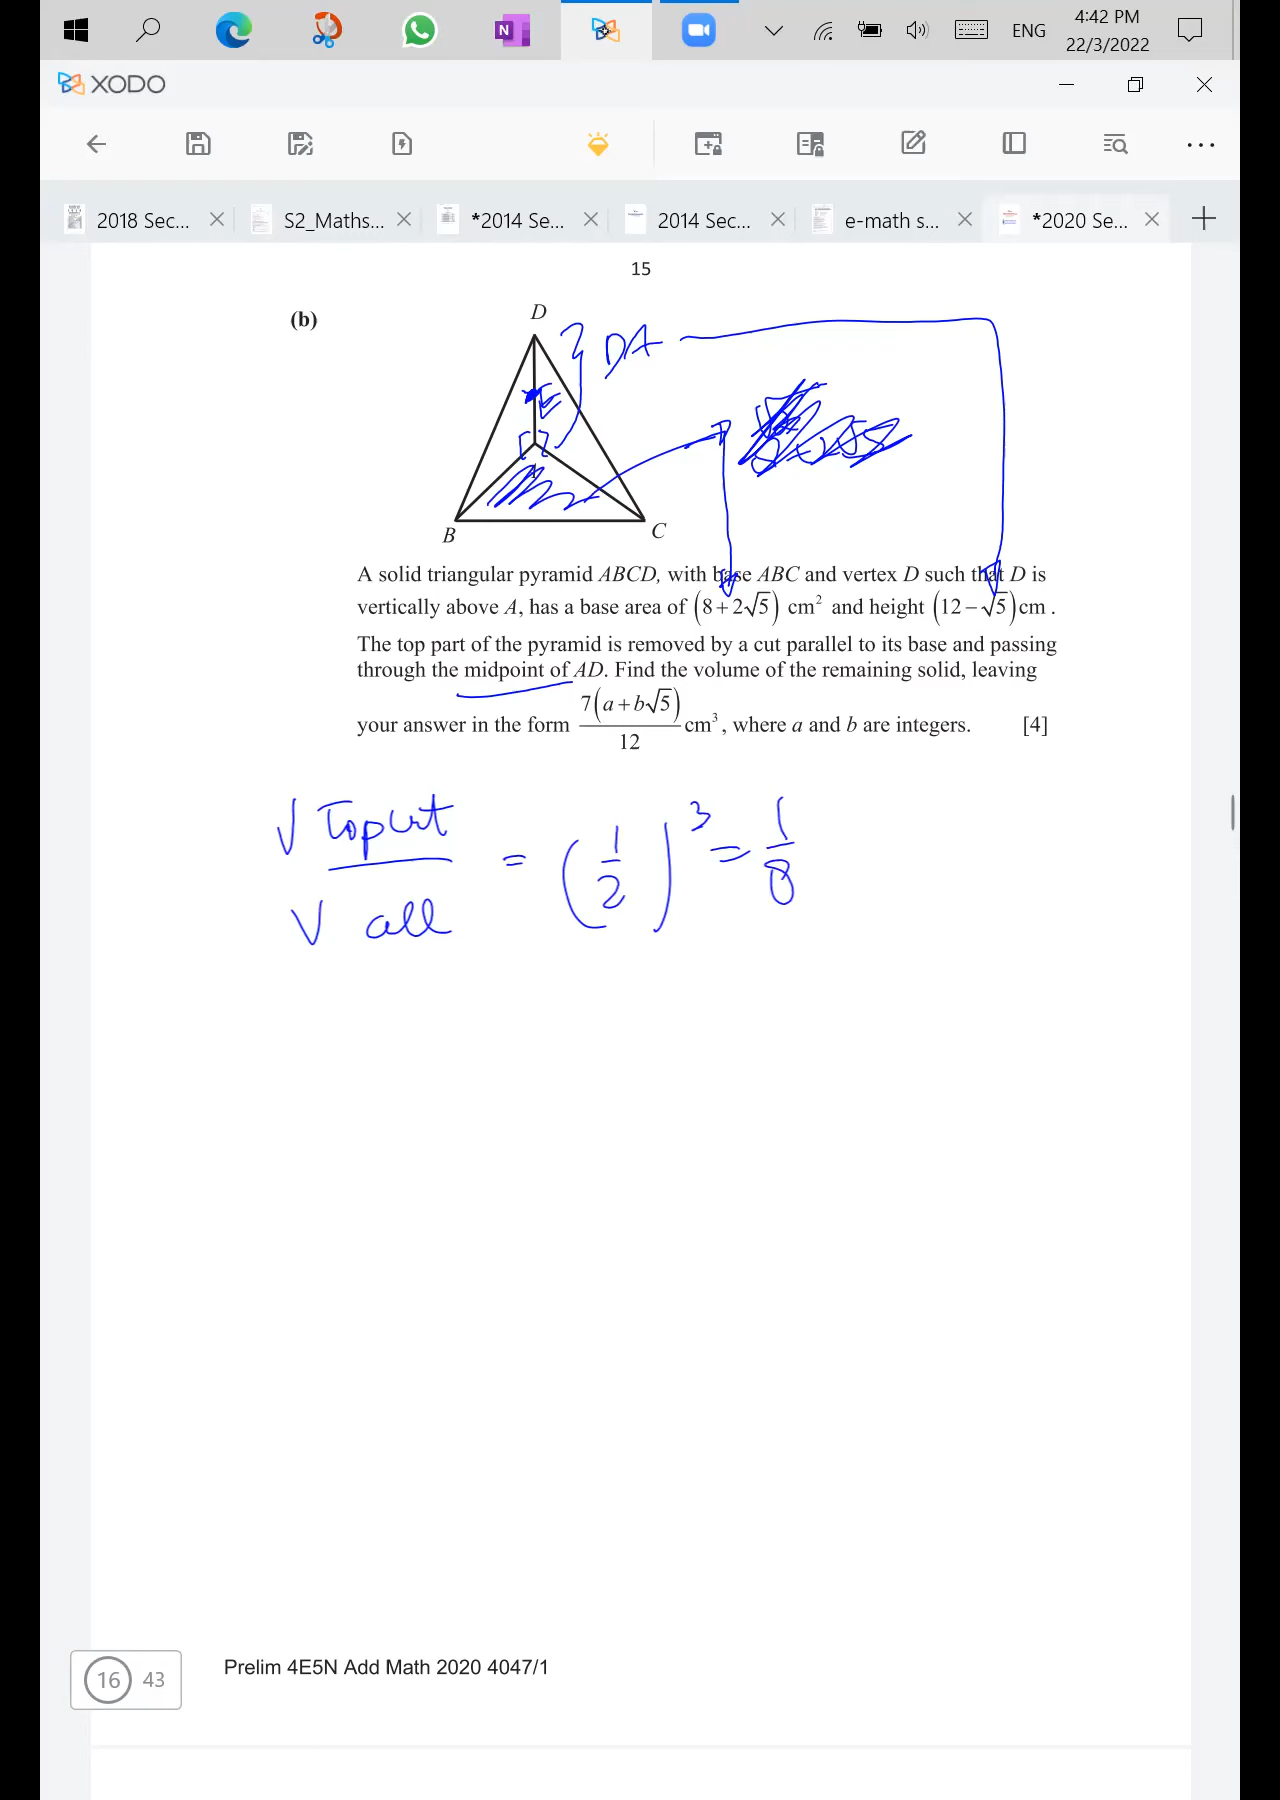 ENG
4:42 PM
22/3/2022
XODO
2018 Sec...
S2_Maths...
*2014 Se...
2014 Sec...
e-math s...
*2020 Se...
15
(b)
D
DA
E
B
C
A solid triangular pyramid ABCD, with base ABC and vertex D such that D is
vertically above A, has a base area of (8 + 2√5) cm² and height (12 − √5) cm .
The top part of the pyramid is removed by a cut parallel to its base and passing
through the midpoint of AD. Find the volume of the remaining solid, leaving
your answer in the form 7(a + b√5)/12 cm³, where a and b are integers. [4]
V Top cut / V all = (1/2)³ = 1/8
16 43
Prelim 4E5N Add Math 2020 4047/1